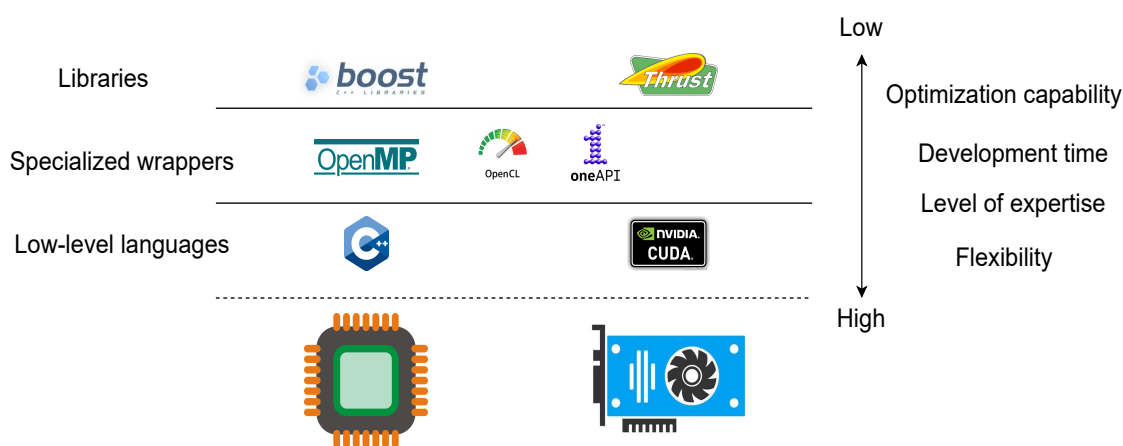 Low
Libraries
boost
C++ LIBRARIES
Thrust
Optimization capability
Specialized wrappers
OpenMP
OpenCL
oneAPI
Development time
Level of expertise
Low-level languages
C++
NVIDIA.
CUDA.
Flexibility
High